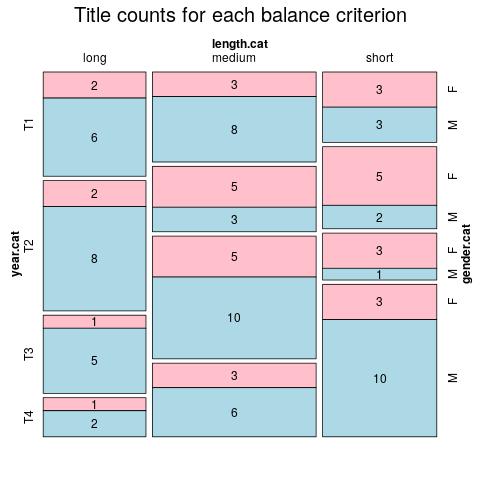 Title counts for each balance criterion
length.cat
long medium short
year.cat
gender.cat
T1
T2
T3
T4
2 3 3 F
6 8 3 M
2 5 5 F
8 3 2 M
1 5 3 F
5 10 1 M
1 3 3 F
2 6 10 M